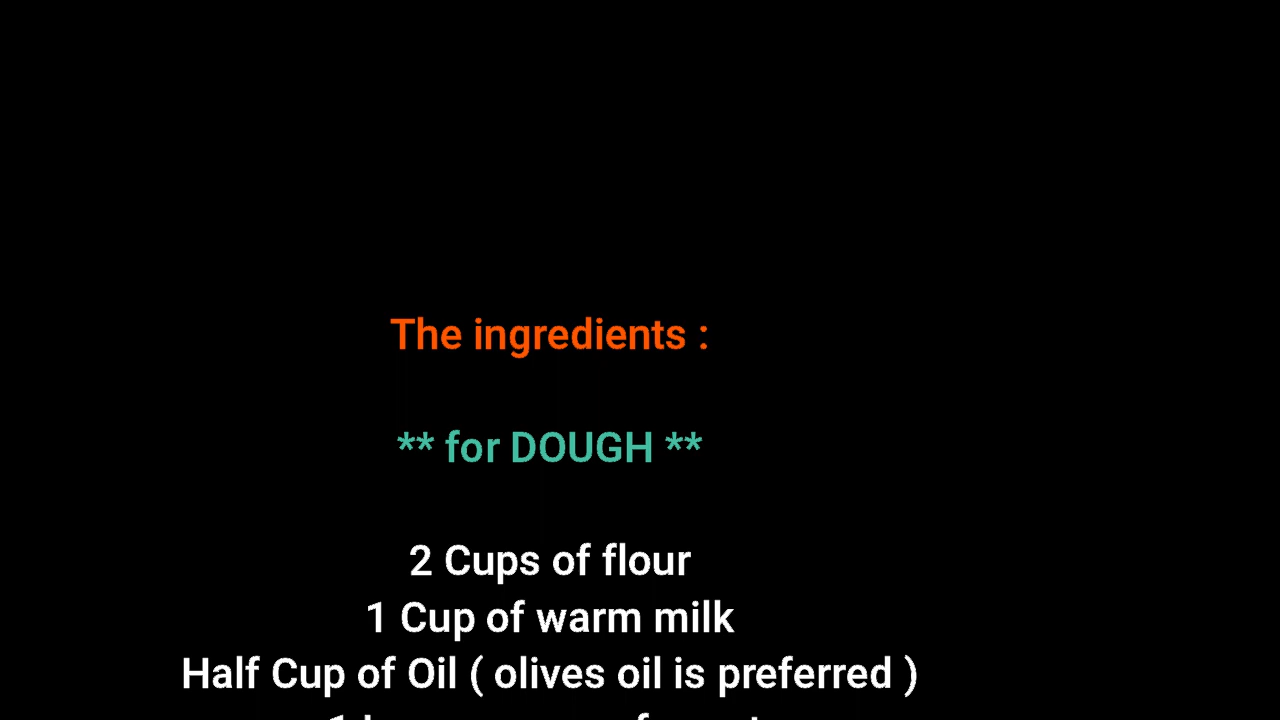 The ingredients :
** for DOUGH **
2 Cups of flour
1 Cup of warm milk
Half Cup of Oil ( olives oil is preferred )